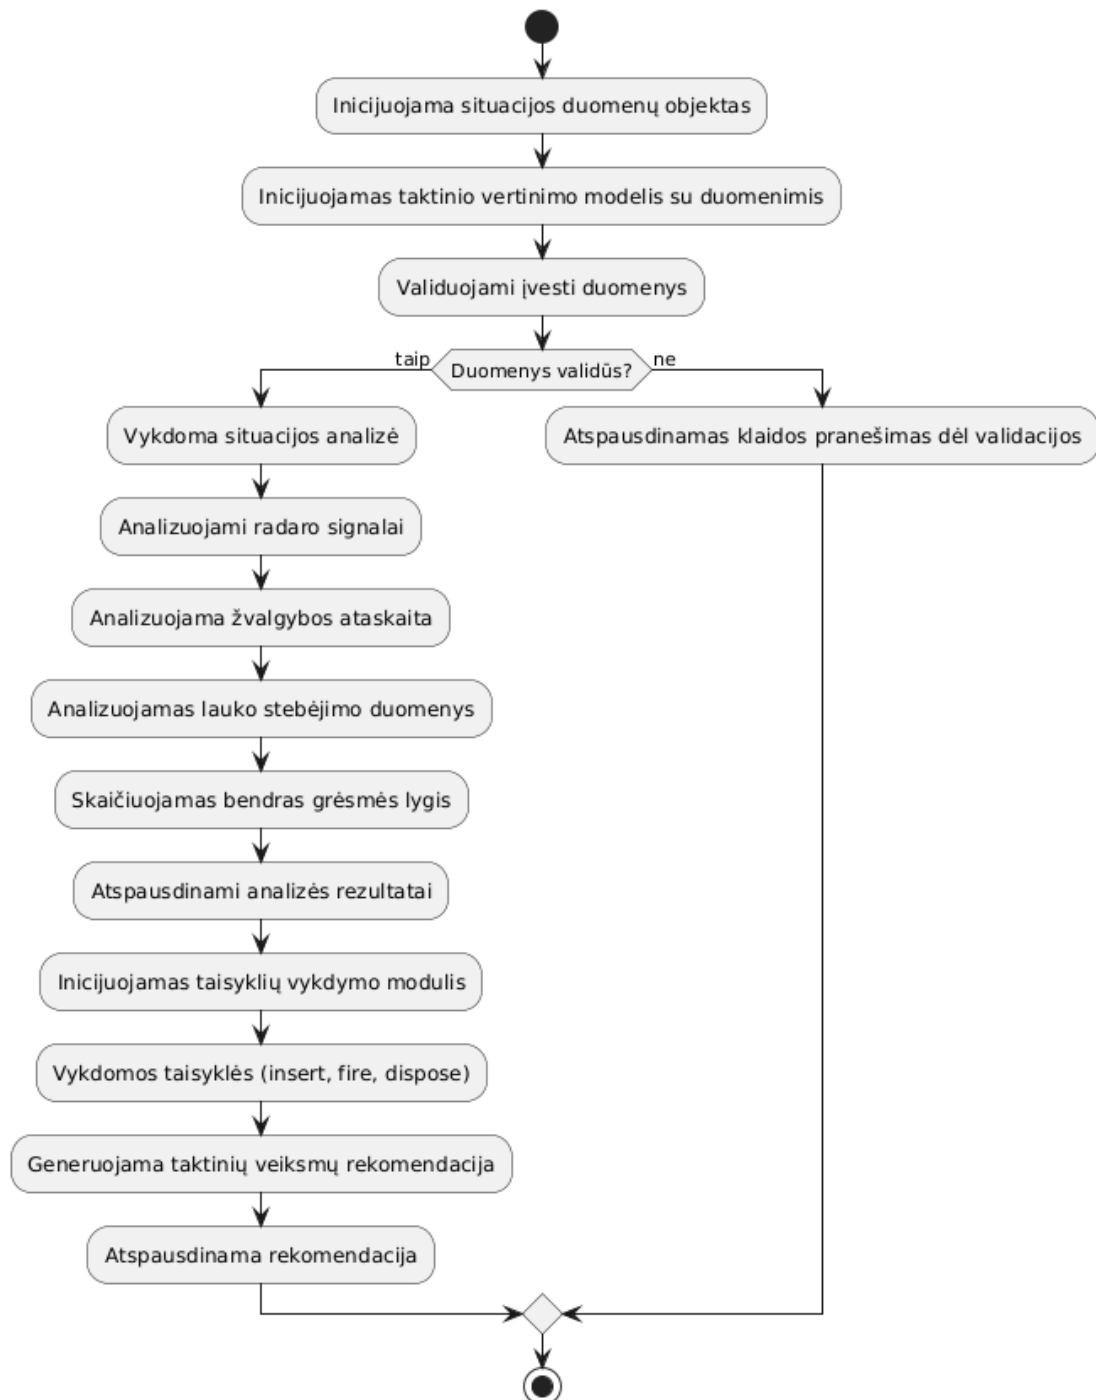 Inicijuojama situacijos duomenų objektas
Inicijuojamas taktinio vertinimo modelis su duomenimis
Validuojami įvesti duomenys
taip
Duomenys validūs?
ne
Vykdoma situacijos analizė
Atspausdinamas klaidos pranešimas dėl validacijos
Analizuojami radaro signalai
Analizuojama žvalgybos ataskaita
Analizuojamas lauko stebėjimo duomenys
Skaičiuojamas bendras grėsmės lygis
Atspausdinami analizės rezultatai
Inicijuojamas taisyklių vykdymo modulis
Vykdomos taisyklės (insert, fire, dispose)
Generuojama taktinių veiksmų rekomendacija
Atspausdinama rekomendacija